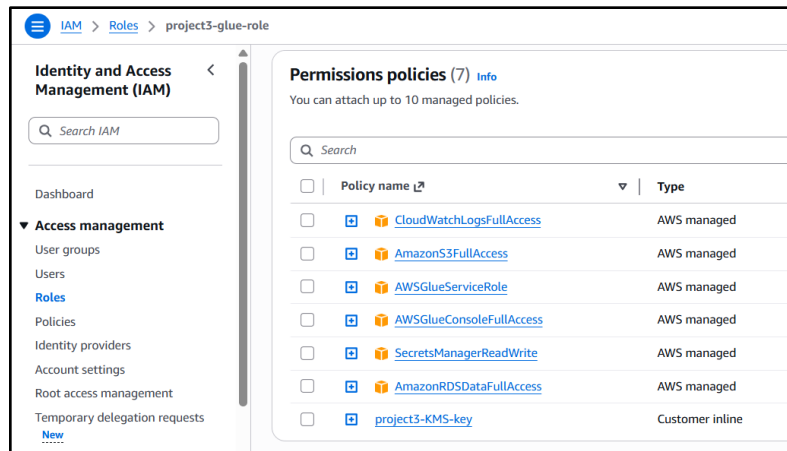 IAM > Roles > project3-glue-role
Identity and Access
Management (IAM)
Search IAM
Dashboard
Access management
User groups
Users
Roles
Policies
Identity providers
Account settings
Root access management
Temporary delegation requests
New
Permissions policies (7) Info
You can attach up to 10 managed policies.
Search
Policy name Type
CloudWatchLogsFullAccess AWS managed
AmazonS3FullAccess AWS managed
AWSGlueServiceRole AWS managed
AWSGlueConsoleFullAccess AWS managed
SecretsManagerReadWrite AWS managed
AmazonRDSDataFullAccess AWS managed
project3-KMS-key Customer inline